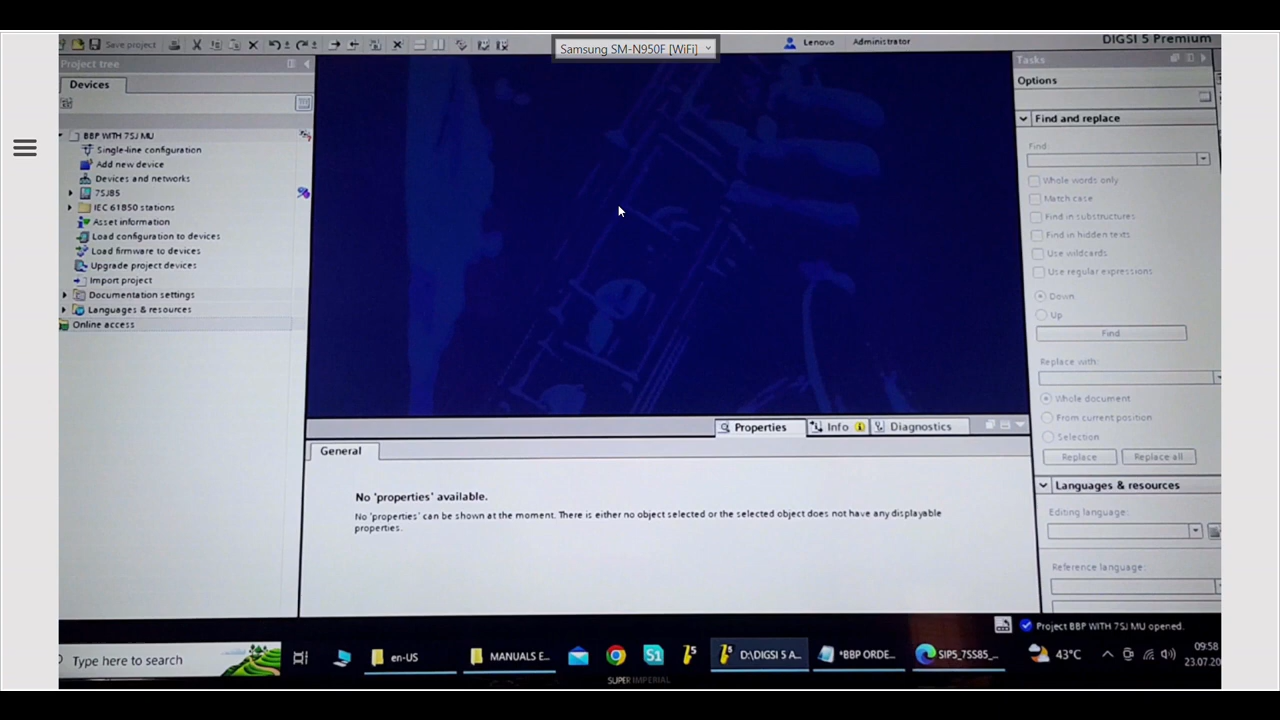 Samsung SM-N950F [WiFi]
Save project
Lenovo
Administrator
DIGSI 5 Premium
Project tree
Devices
BBP WITH 7SJ MU
Single-line configuration
Add new device
Devices and networks
7SJ85
IEC 61850 stations
Asset information
Load configuration to devices
Load firmware to devices
Upgrade project devices
Import project
Documentation settings
Languages & resources
Online access
Properties
Info
Diagnostics
General
No 'properties' available.
No 'properties' can be shown at the moment. There is either no object selected or the selected object does not have any displayable
properties.
Tasks
Options
Find and replace
Find:
Whole words only
Match case
Find in substructures
Find in hidden texts
Use wildcards
Use regular expressions
Down
Up
Find
Replace with:
Whole document
From current position
Selection
Replace
Replace all
Languages & resources
Editing language:
Reference language:
Project BBP WITH 7SJ MU opened.
Type here to search
en-US
MANUALS E...
S1
D:\DIGSI 5 A...
*BBP ORDE...
SIP5_7SS85_...
43°C
09:58
23.07.20
SUPER IMPERIAL